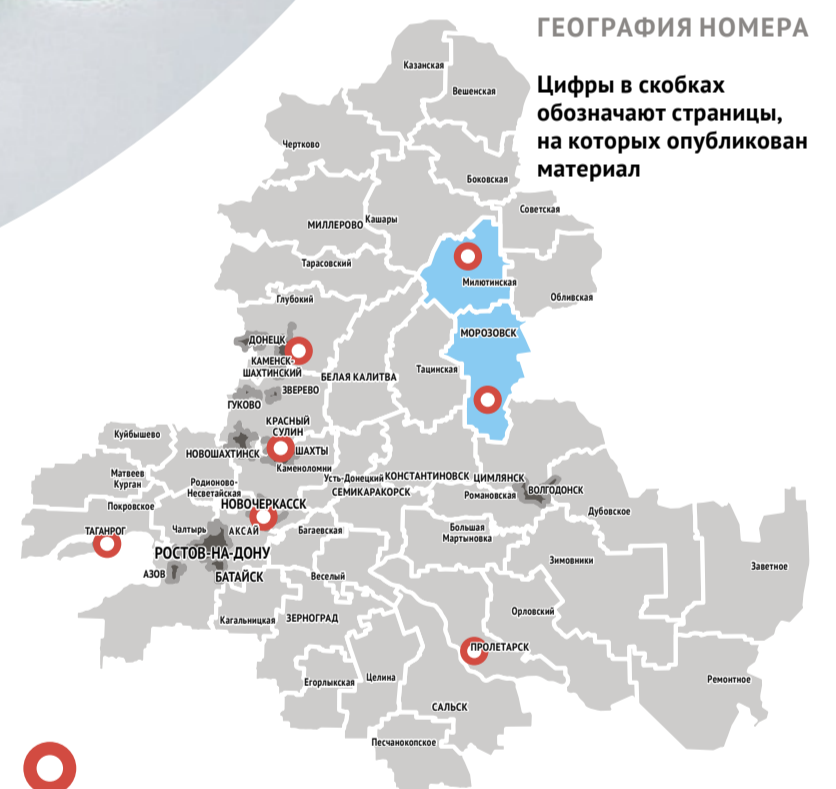 ГЕОГРАФИЯ НОМЕРА
Цифры в скобках
обозначают страницы,
на которых опубликован
материал
Казанская
Вешенская
Чертково
Боковская
Советская
МИЛЛЕРОВО
Кашары
Тарасовский
Милютинская
Обливская
Глубокий
ДОНЕЦК
МОРОЗОВСК
КАМЕНСК-
ШАХТИНСКИЙ
БЕЛАЯ КАЛИТВА
Тацинская
ЗВЕРЕВО
ГУКОВО
КРАСНЫЙ
СУЛИН
Куйбышево
НОВОШАХТИНСК
ШАХТЫ
Каменоломни
Матвеев
Курган
Родионово-
Несветайская
Усть-Донецкий
КОНСТАНТИНОВСК
ЦИМЛЯНСК
СЕМИКАРАКОРСК
Романовская
ВОЛГОДОНСК
Покровское
НОВОЧЕРКАССК
Дубовское
ТАГАНРОГ
Чалтырь
АКСАЙ
Багаевская
Большая
Мартыновка
РОСТОВ-НА-ДОНУ
Зимовники
Заветное
АЗОВ
БАТАЙСК
Веселый
Кагальницкая
ЗЕРНОГРАД
Орловский
ПРОЛЕТАРСК
Егорлыкская
Целина
Ремонтное
САЛЬСК
Песчанокопское